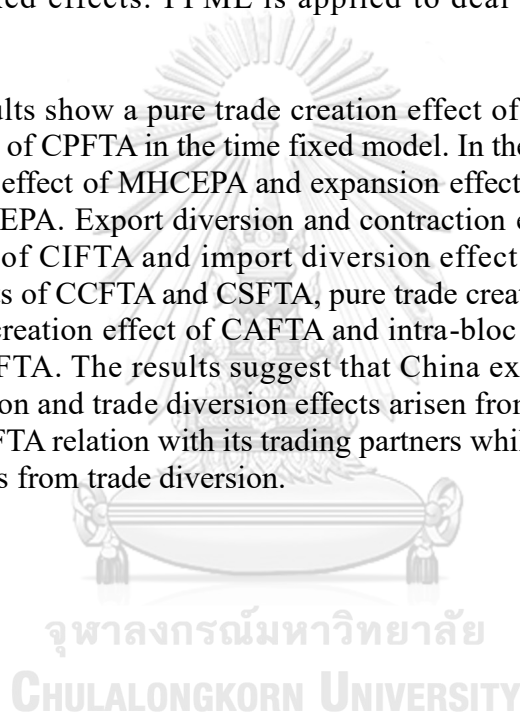 ed effects. PPML is applied to deal
ults show a pure trade creation effect of
of CPFTA in the time fixed model. In the
effect of MHCEPA and expansion effect
EPA. Export diversion and contraction e
of CIFTA and import diversion effect
s of CCFTA and CSFTA, pure trade creat
creation effect of CAFTA and intra-bloc
FTA. The results suggest that China ex
on and trade diversion effects arisen from
FTA relation with its trading partners whil
s from trade diversion.
จุฬาลงกรณ์มหาวิทยาลัย
CHULALONGKORN UNIVERSITY